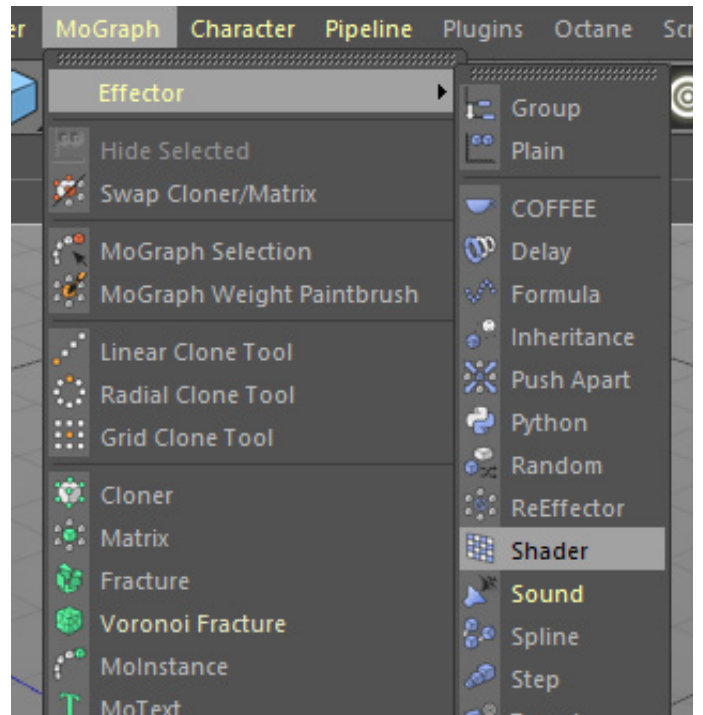 MoGraph Character Pipeline Plugins Octane
Effector
Hide Selected
Swap Cloner/Matrix
MoGraph Selection
MoGraph Weight Paintbrush
Linear Clone Tool
Radial Clone Tool
Grid Clone Tool
Cloner
Matrix
Fracture
Voronoi Fracture
MoInstance
MoText
Group
Plain
COFFEE
Delay
Formula
Inheritance
Push Apart
Python
Random
ReEffector
Shader
Sound
Spline
Step